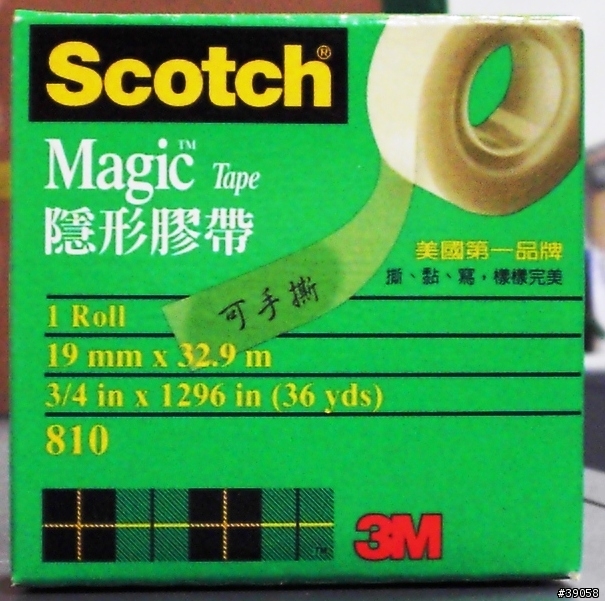 Scotch®
Magic™ Tape
隱形膠帶
美國第一品牌
撕、黏、寫,樣樣完美
可手撕
1 Roll
19 mm x 32.9 m
3/4 in x 1296 in (36 yds)
810
TM
3M
#39058